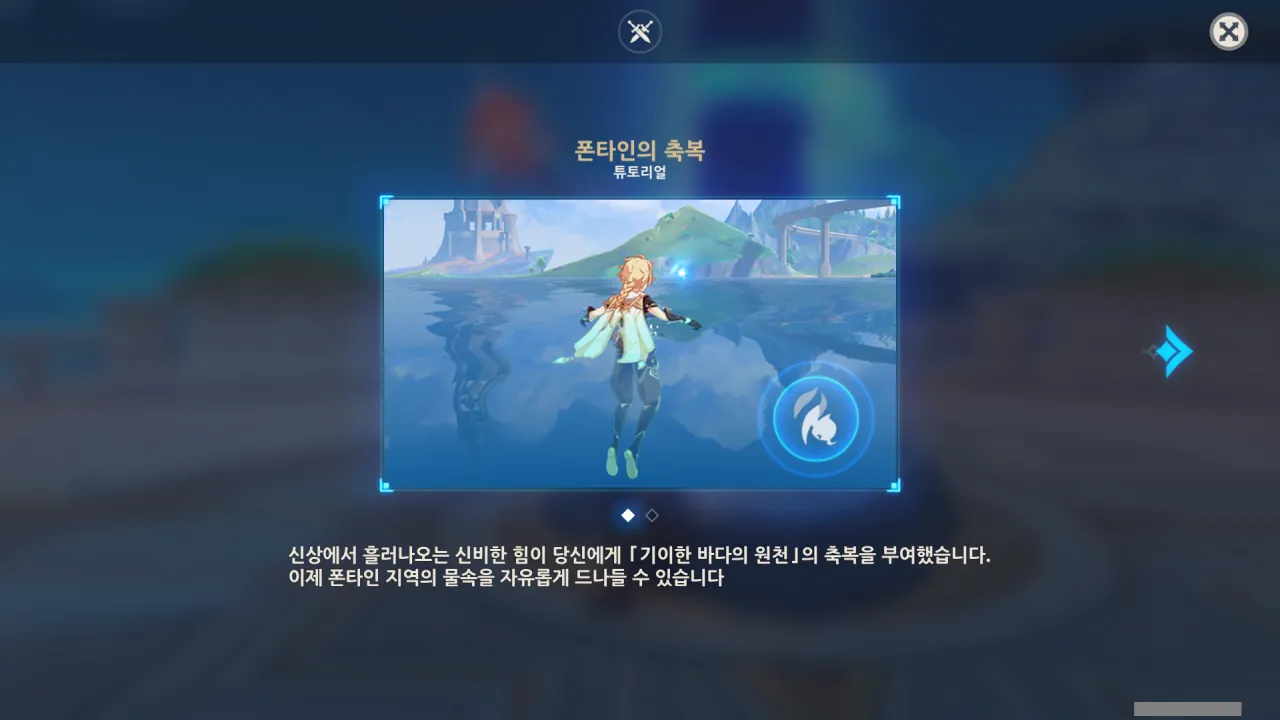 폰타인의 축복
튜토리얼
신상에서 흘러나오는 신비한 힘이 당신에게 「기이한 바다의 원천」의 축복을 부여했습니다.
이제 폰타인 지역의 물속을 자유롭게 드나들 수 있습니다